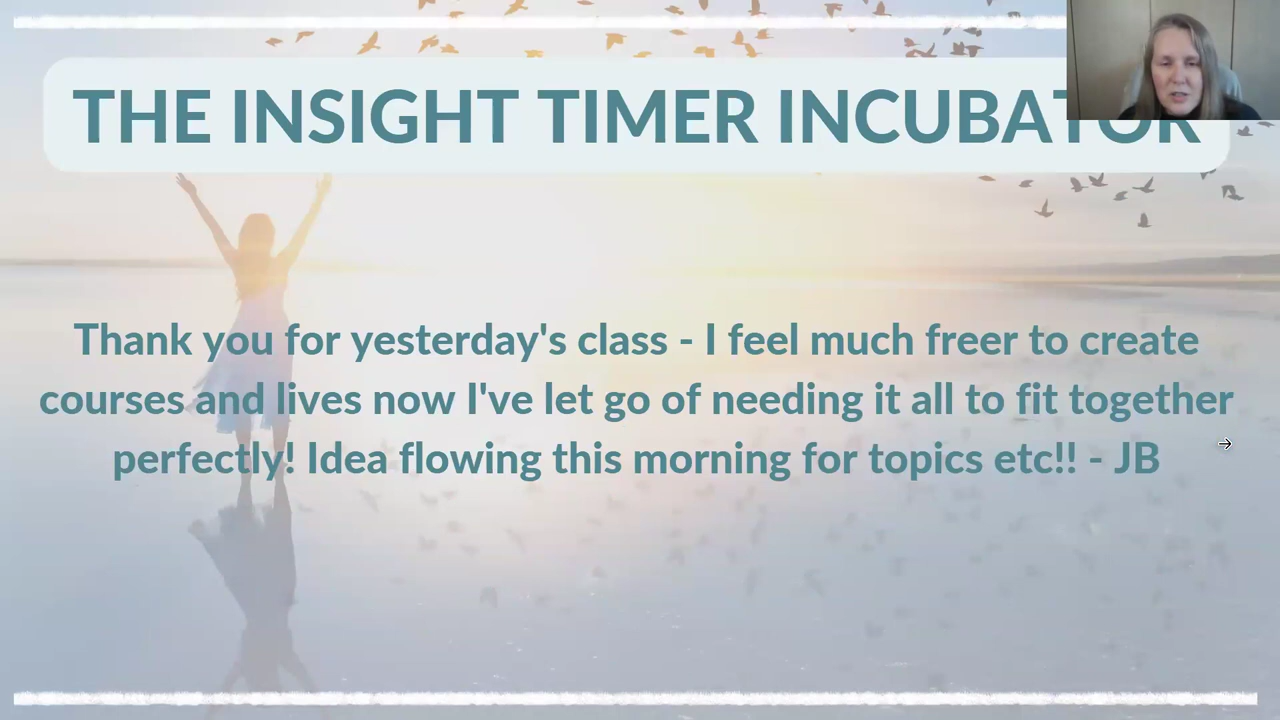 THE INSIGHT TIMER INCUBATOR
Thank you for yesterday's class - I feel much freer to create
courses and lives now I've let go of needing it all to fit together
perfectly! Idea flowing this morning for topics etc!! - JB